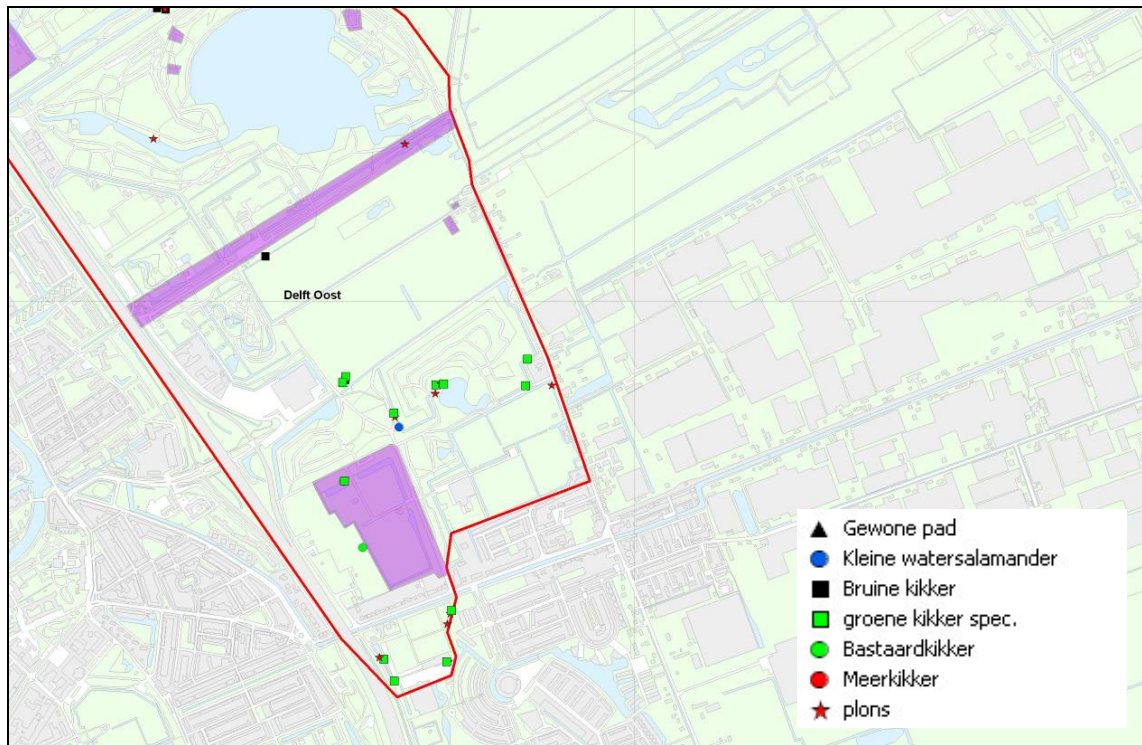 Delft Oost
Gewone pad
Kleine watersalamander
Bruine kikker
groene kikker spec.
Bastaardkikker
Meerkikker
plons